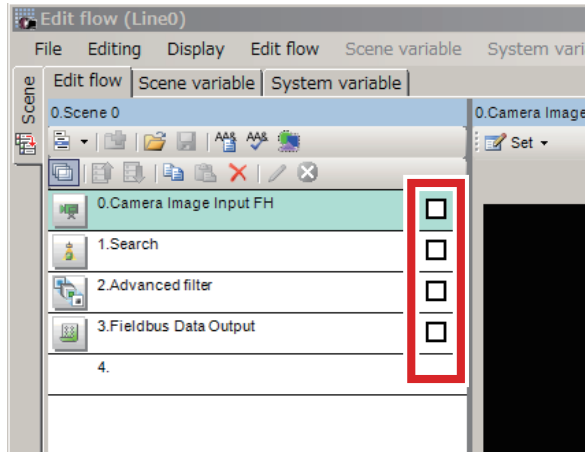 Edit flow (Line0)
File Editing Display Edit flow Scene variable System vari
Scene
Edit flow Scene variable System variable
0.Scene 0
0.Camera Image
Set
0.Camera Image Input FH
1.Search
2.Advanced filter
3.Fieldbus Data Output
4.